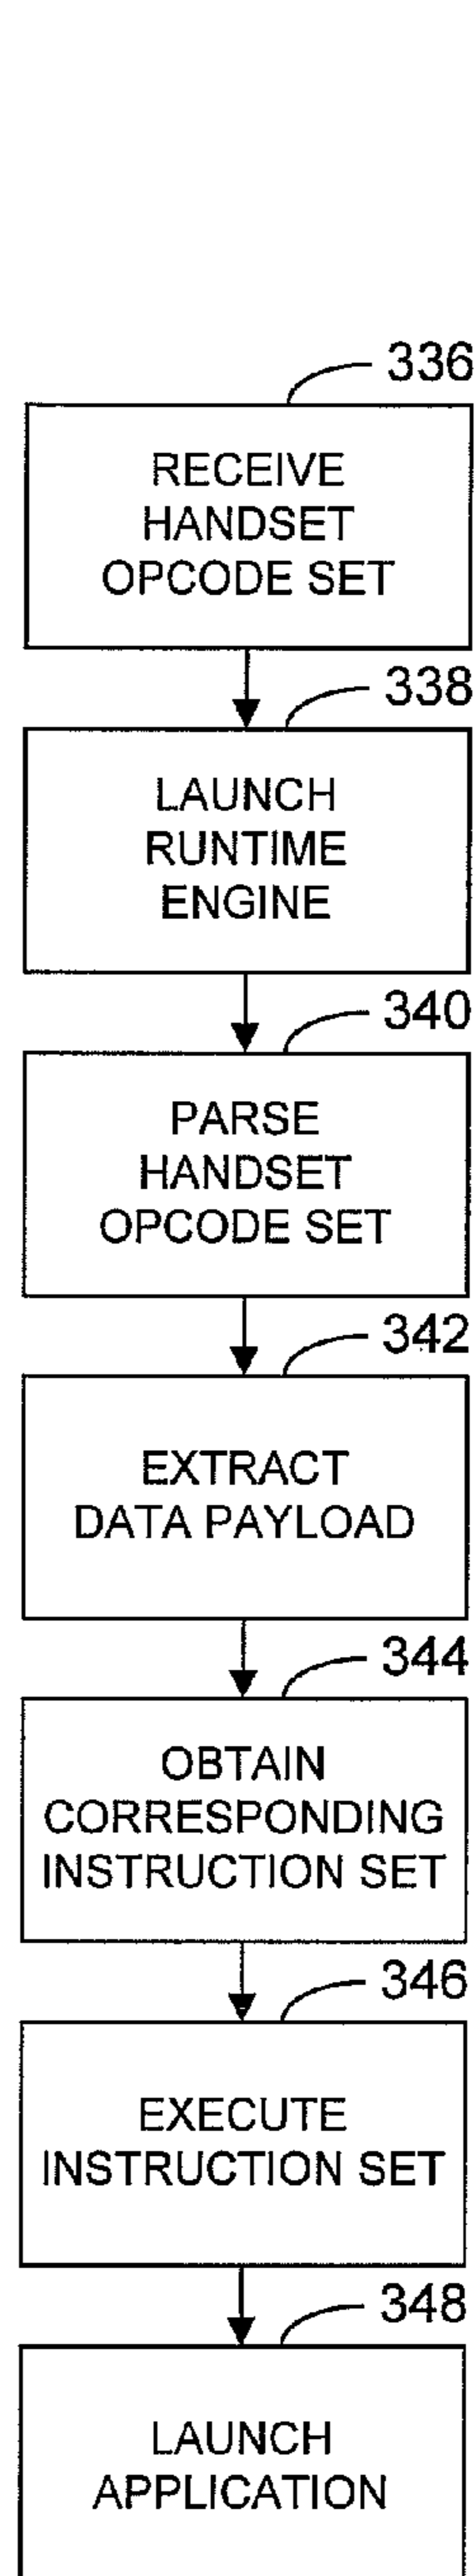 336
RECEIVE
HANDSET
OPCODE SET
338
LAUNCH
RUNTIME
ENGINE
340
PARSE
HANDSET
OPCODE SET
342
EXTRACT
DATA PAYLOAD
344
OBTAIN
CORRESPONDING
INSTRUCTION SET
346
EXECUTE
INSTRUCTION SET
348
LAUNCH
APPLICATION